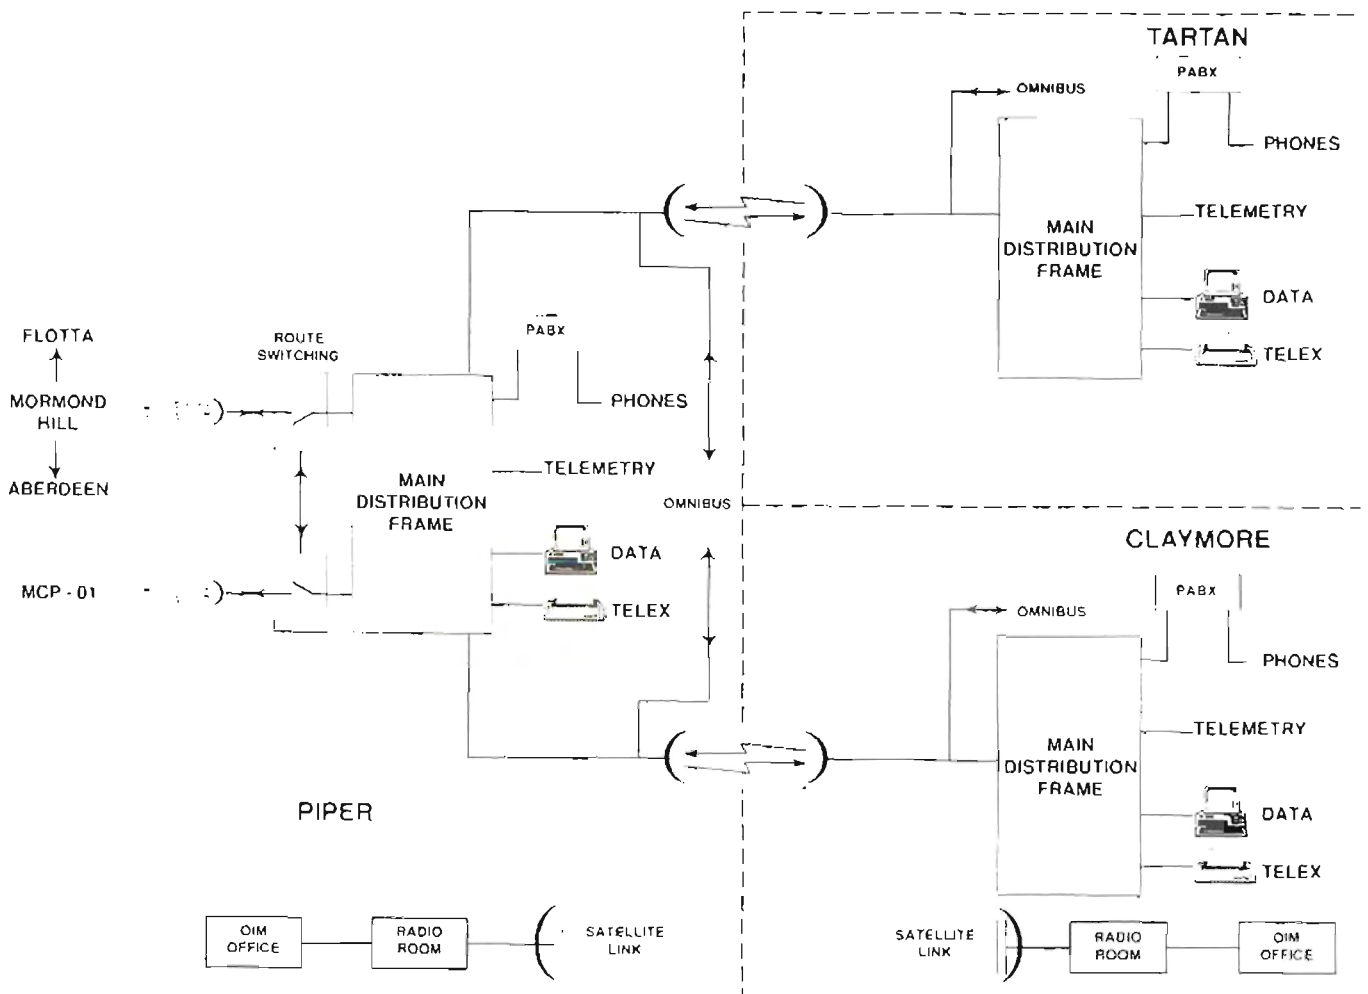 TARTAN
PABX
OMNIBUS
PHONES
TELEMETRY
MAIN
DISTRIBUTION
FRAME
DATA
TELEX
FLOTTA
MORMOND
HILL
ABERDEEN
MCP - 01
ROUTE
SWITCHING
PABX
PHONES
MAIN
DISTRIBUTION
FRAME
TELEMETRY
DATA
TELEX
OMNIBUS
CLAYMORE
PABX
OMNIBUS
PHONES
TELEMETRY
MAIN
DISTRIBUTION
FRAME
DATA
TELEX
PIPER
OIM
OFFICE
RADIO
ROOM
SATELLITE
LINK
SATELLITE
LINK
RADIO
ROOM
OIM
OFFICE